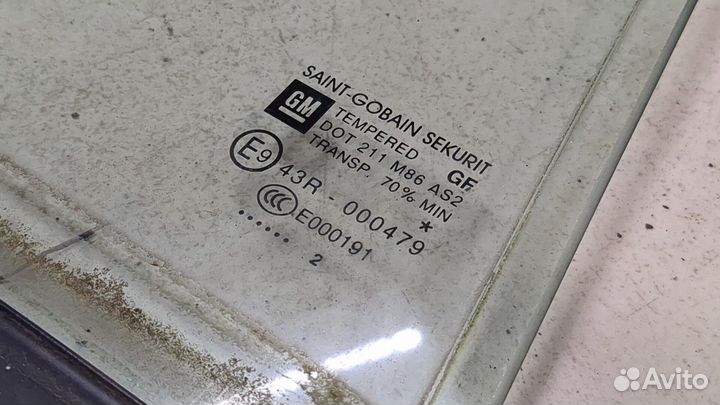 SAINT-GOBAIN SEKURIT
GM
TEMPERED GF
DOT 211 M86 AS2
TRANSP. 70% MIN
E9 43R - 000479 *
CCC E000191
....... 2
Avito